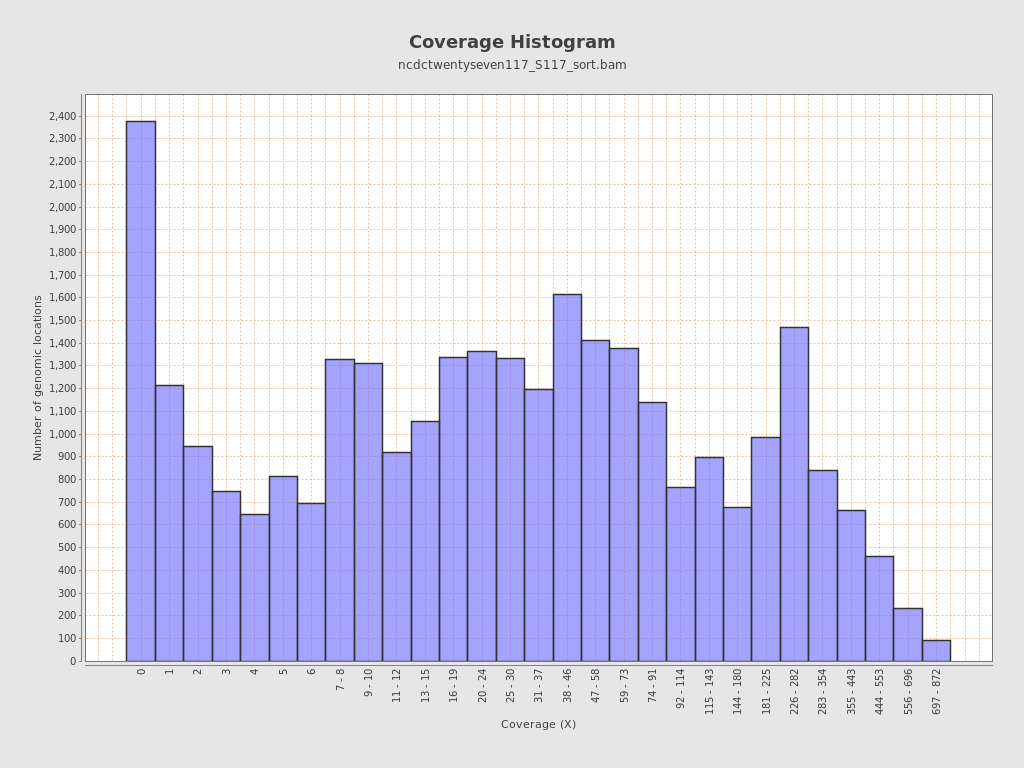 Coverage Histogram
ncdctwentyseven117_S117_sort.bam
Number of genomic locations
2,400
2,300
2,200
2,100
2,000
1,900
1,800
1,700
1,600
1,500
1,400
1,300
1,200
1,100
1,000
900
800
700
600
500
400
300
200
100
0
0
1
2
3
4
5
6
7 - 8
9 - 10
11 - 12
13 - 15
16 - 19
20 - 24
25 - 30
31 - 37
38 - 46
47 - 58
59 - 73
74 - 91
92 - 114
115 - 143
144 - 180
181 - 225
226 - 282
283 - 354
355 - 443
444 - 553
556 - 696
697 - 872
Coverage (X)